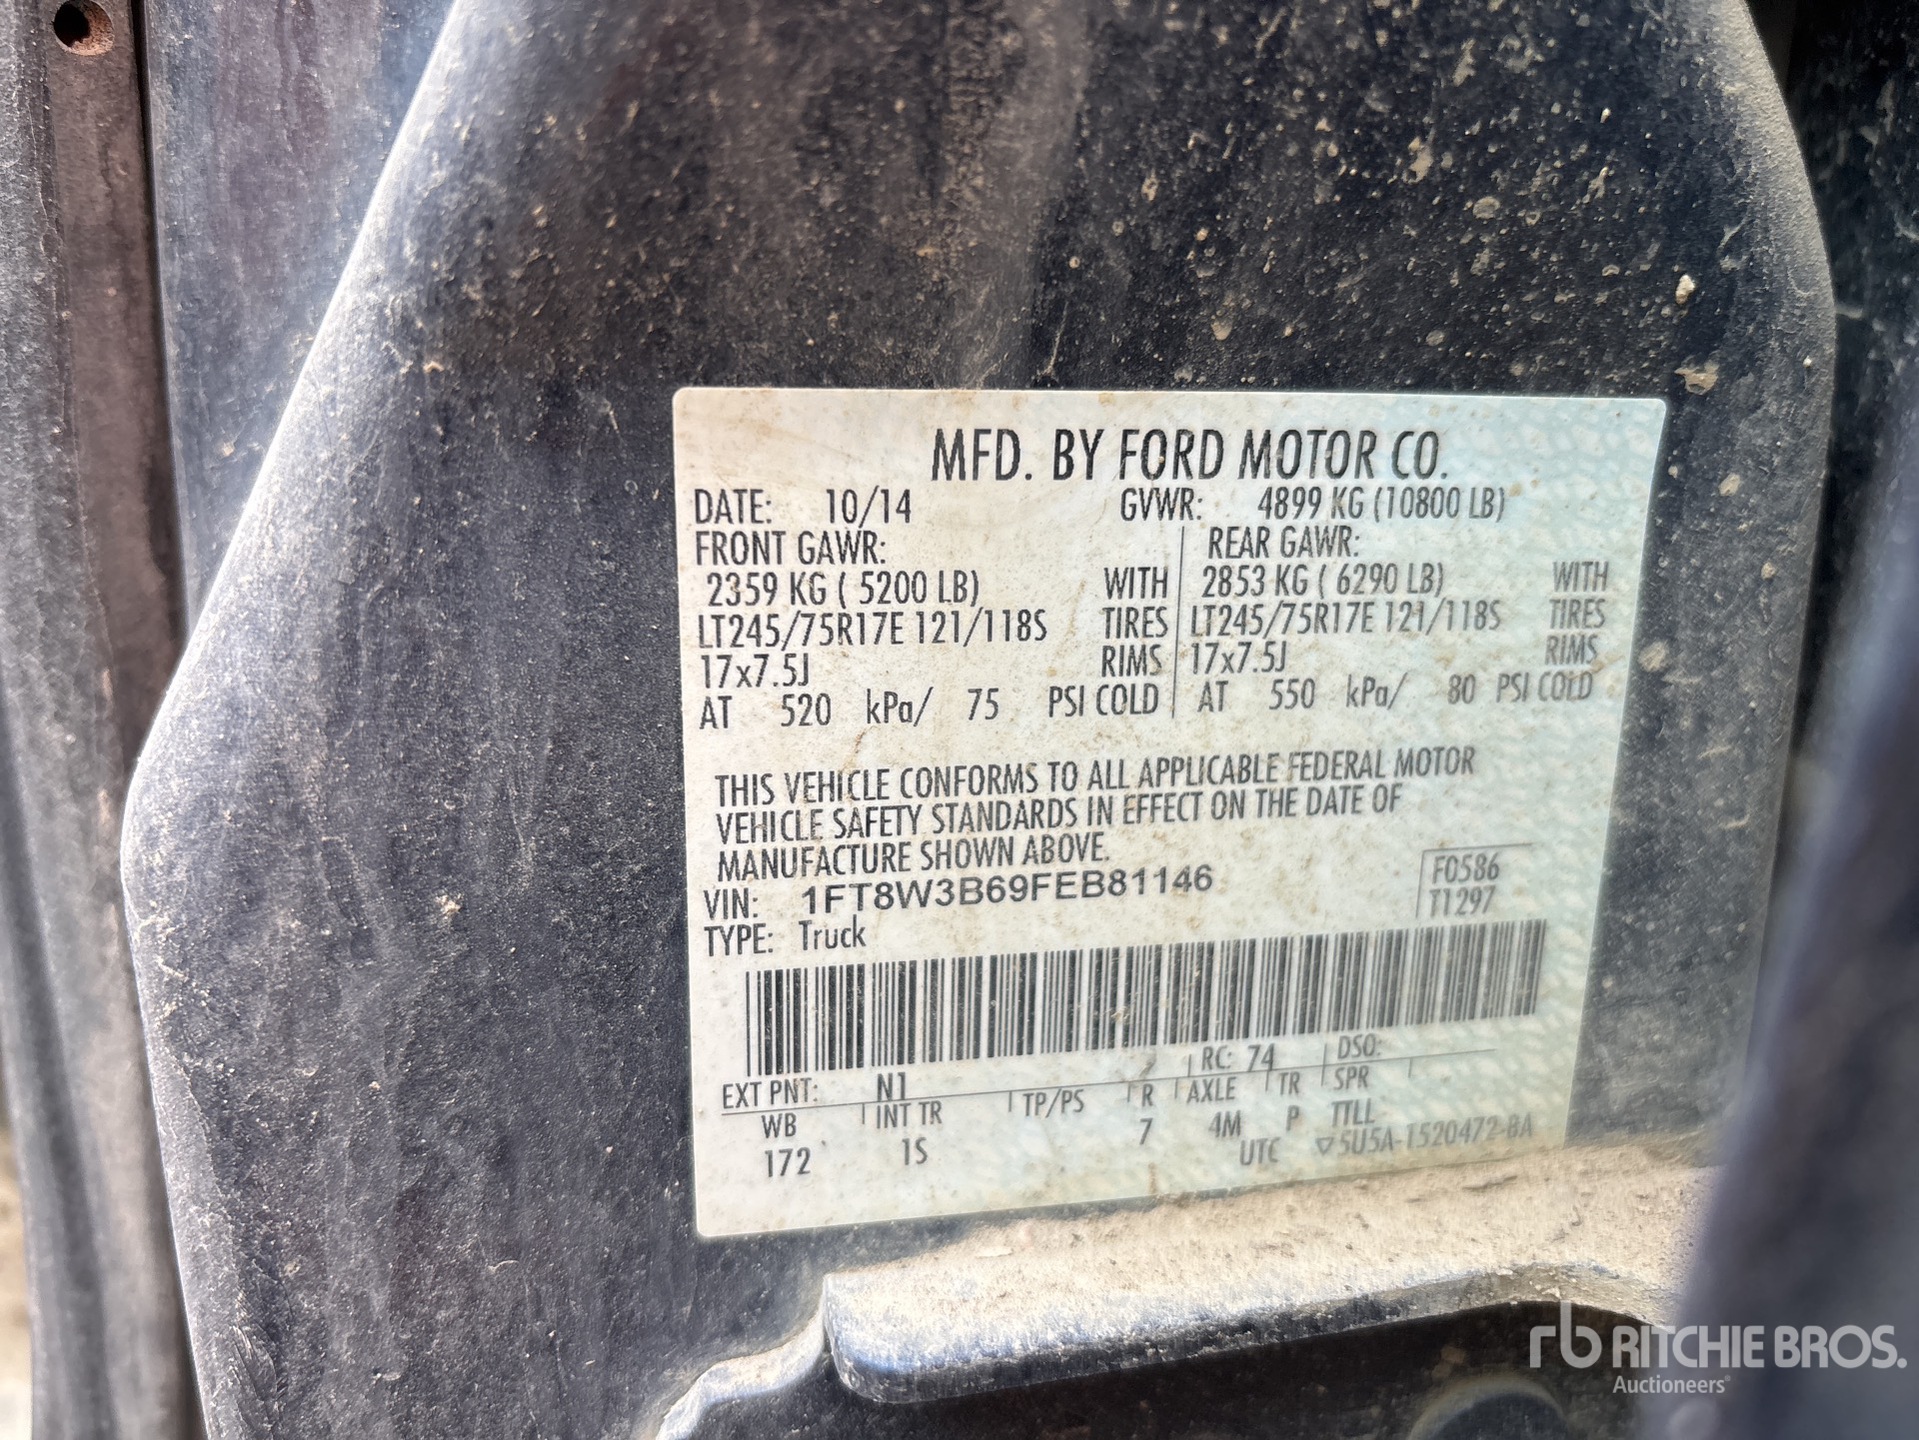 MFD. BY FORD MOTOR CO.
DATE: 10/14 GVWR: 4899 KG (10800 LB)
FRONT GAWR: REAR GAWR:
2359 KG ( 5200 LB) WITH 2853 KG ( 6290 LB) WITH
LT245/75R17E 121/118S TIRES LT245/75R17E 121/118S TIRES
17x7.5J RIMS 17x7.5J RIMS
AT 520 kPa/ 75 PSI COLD AT 550 kPa/ 80 PSI COLD
THIS VEHICLE CONFORMS TO ALL APPLICABLE FEDERAL MOTOR
VEHICLE SAFETY STANDARDS IN EFFECT ON THE DATE OF
MANUFACTURE SHOWN ABOVE.
VIN: 1FT8W3B69FEB81146 F0586
TYPE: Truck T1297
EXT PNT: N1 RC: 74 DSO:
WB INT TR TP/PS R AXLE TR SPR
172 1S 7 4M P TTLL
UTC ▽5U5A-1520472-BA
rb RITCHIE BROS.
Auctioneers